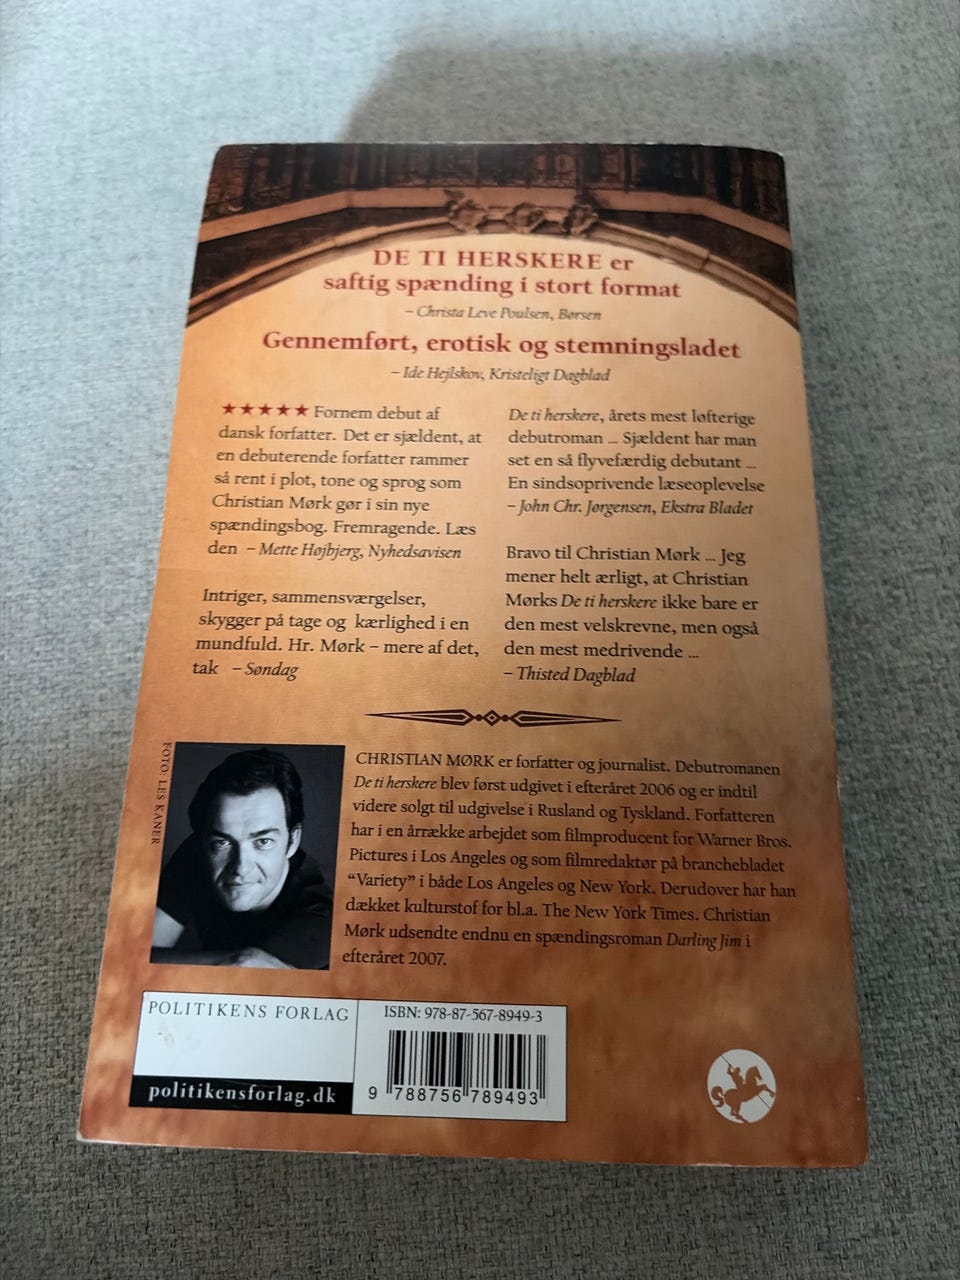 DE TI HERSKERE er
saftig spænding i stort format
– Christa Leve Poulsen, Børsen
Gennemført, erotisk og stemningsladet
– Ide Hejlskov, Kristeligt Dagblad
★★★★★ Fornem debut af
dansk forfatter. Det er sjældent, at
en debuterende forfatter rammer
så rent i plot, tone og sprog som
Christian Mørk gør i sin nye
spændingsbog. Fremragende. Læs
den – Mette Højbjerg, Nyhedsavisen
Intriger, sammensværgelser,
skygger på tage og kærlighed i en
mundfuld. Hr. Mørk – mere af det,
tak – Søndag
De ti herskere, årets mest løfterige
debutroman ... Sjældent har man
set en så flyvefærdig debutant ...
En sindsoprivende læseoplevelse
– John Chr. Jørgensen, Ekstra Bladet
Bravo til Christian Mørk ... Jeg
mener helt ærligt, at Christian
Mørks De ti herskere ikke bare er
den mest velskrevne, men også
den mest medrivende ...
– Thisted Dagblad
FOTO: LES KANER
CHRISTIAN MØRK er forfatter og journalist. Debutromanen
De ti herskere blev først udgivet i efteråret 2006 og er indtil
videre solgt til udgivelse i Rusland og Tyskland. Forfatteren
har i en årrække arbejdet som filmproducent for Warner Bros.
Pictures i Los Angeles og som filmredaktør på branchebladet
“Variety” i både Los Angeles og New York. Derudover har han
dækket kulturstof for bl.a. The New York Times. Christian
Mørk udsendte endnu en spændingsroman Darling Jim i
efteråret 2007.
POLITIKENS FORLAG
politikensforlag.dk
ISBN: 978-87-567-8949-3
9 788756 789493